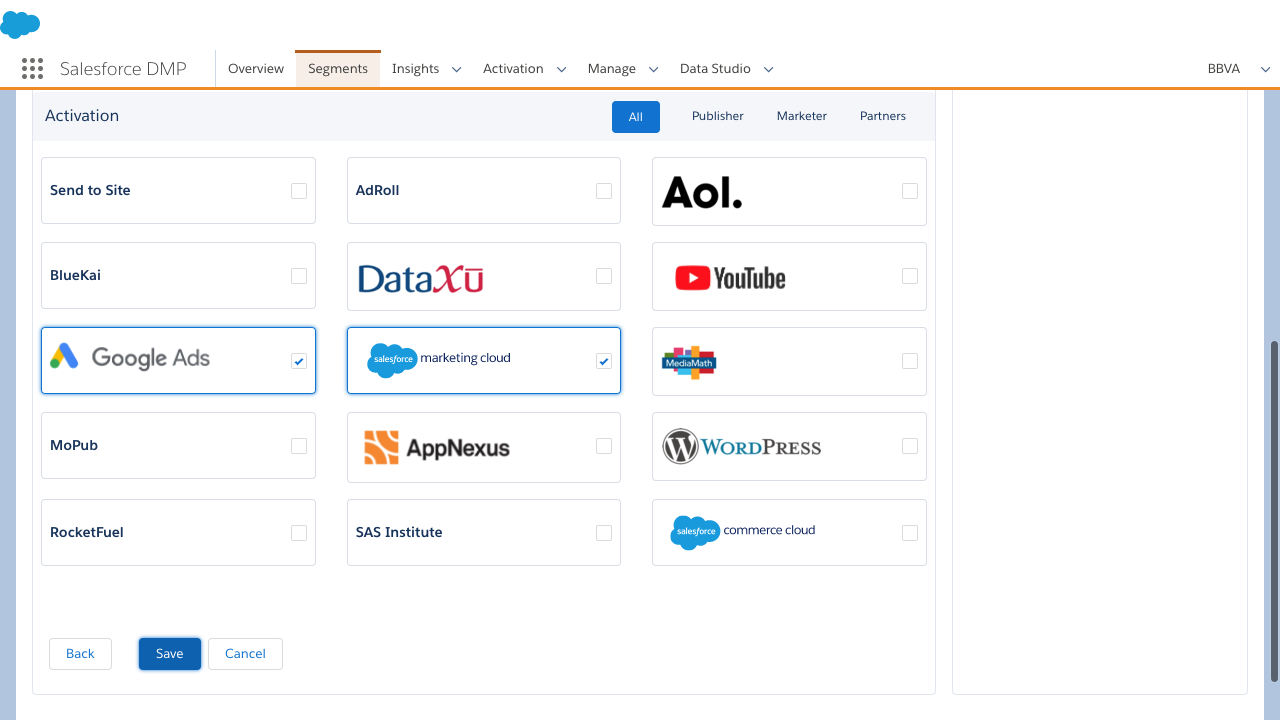 Salesforce DMP
Overview
Segments
Insights
Activation
Manage
Data Studio
BBVA
Activation
All
Publisher
Marketer
Partners
Send to Site
AdRoll
Aol.
BlueKai
DataXū
YouTube
Google Ads
salesforce marketing cloud
MediaMath
MoPub
AppNexus
WORDPRESS
RocketFuel
SAS Institute
salesforce commerce cloud
Back
Save
Cancel